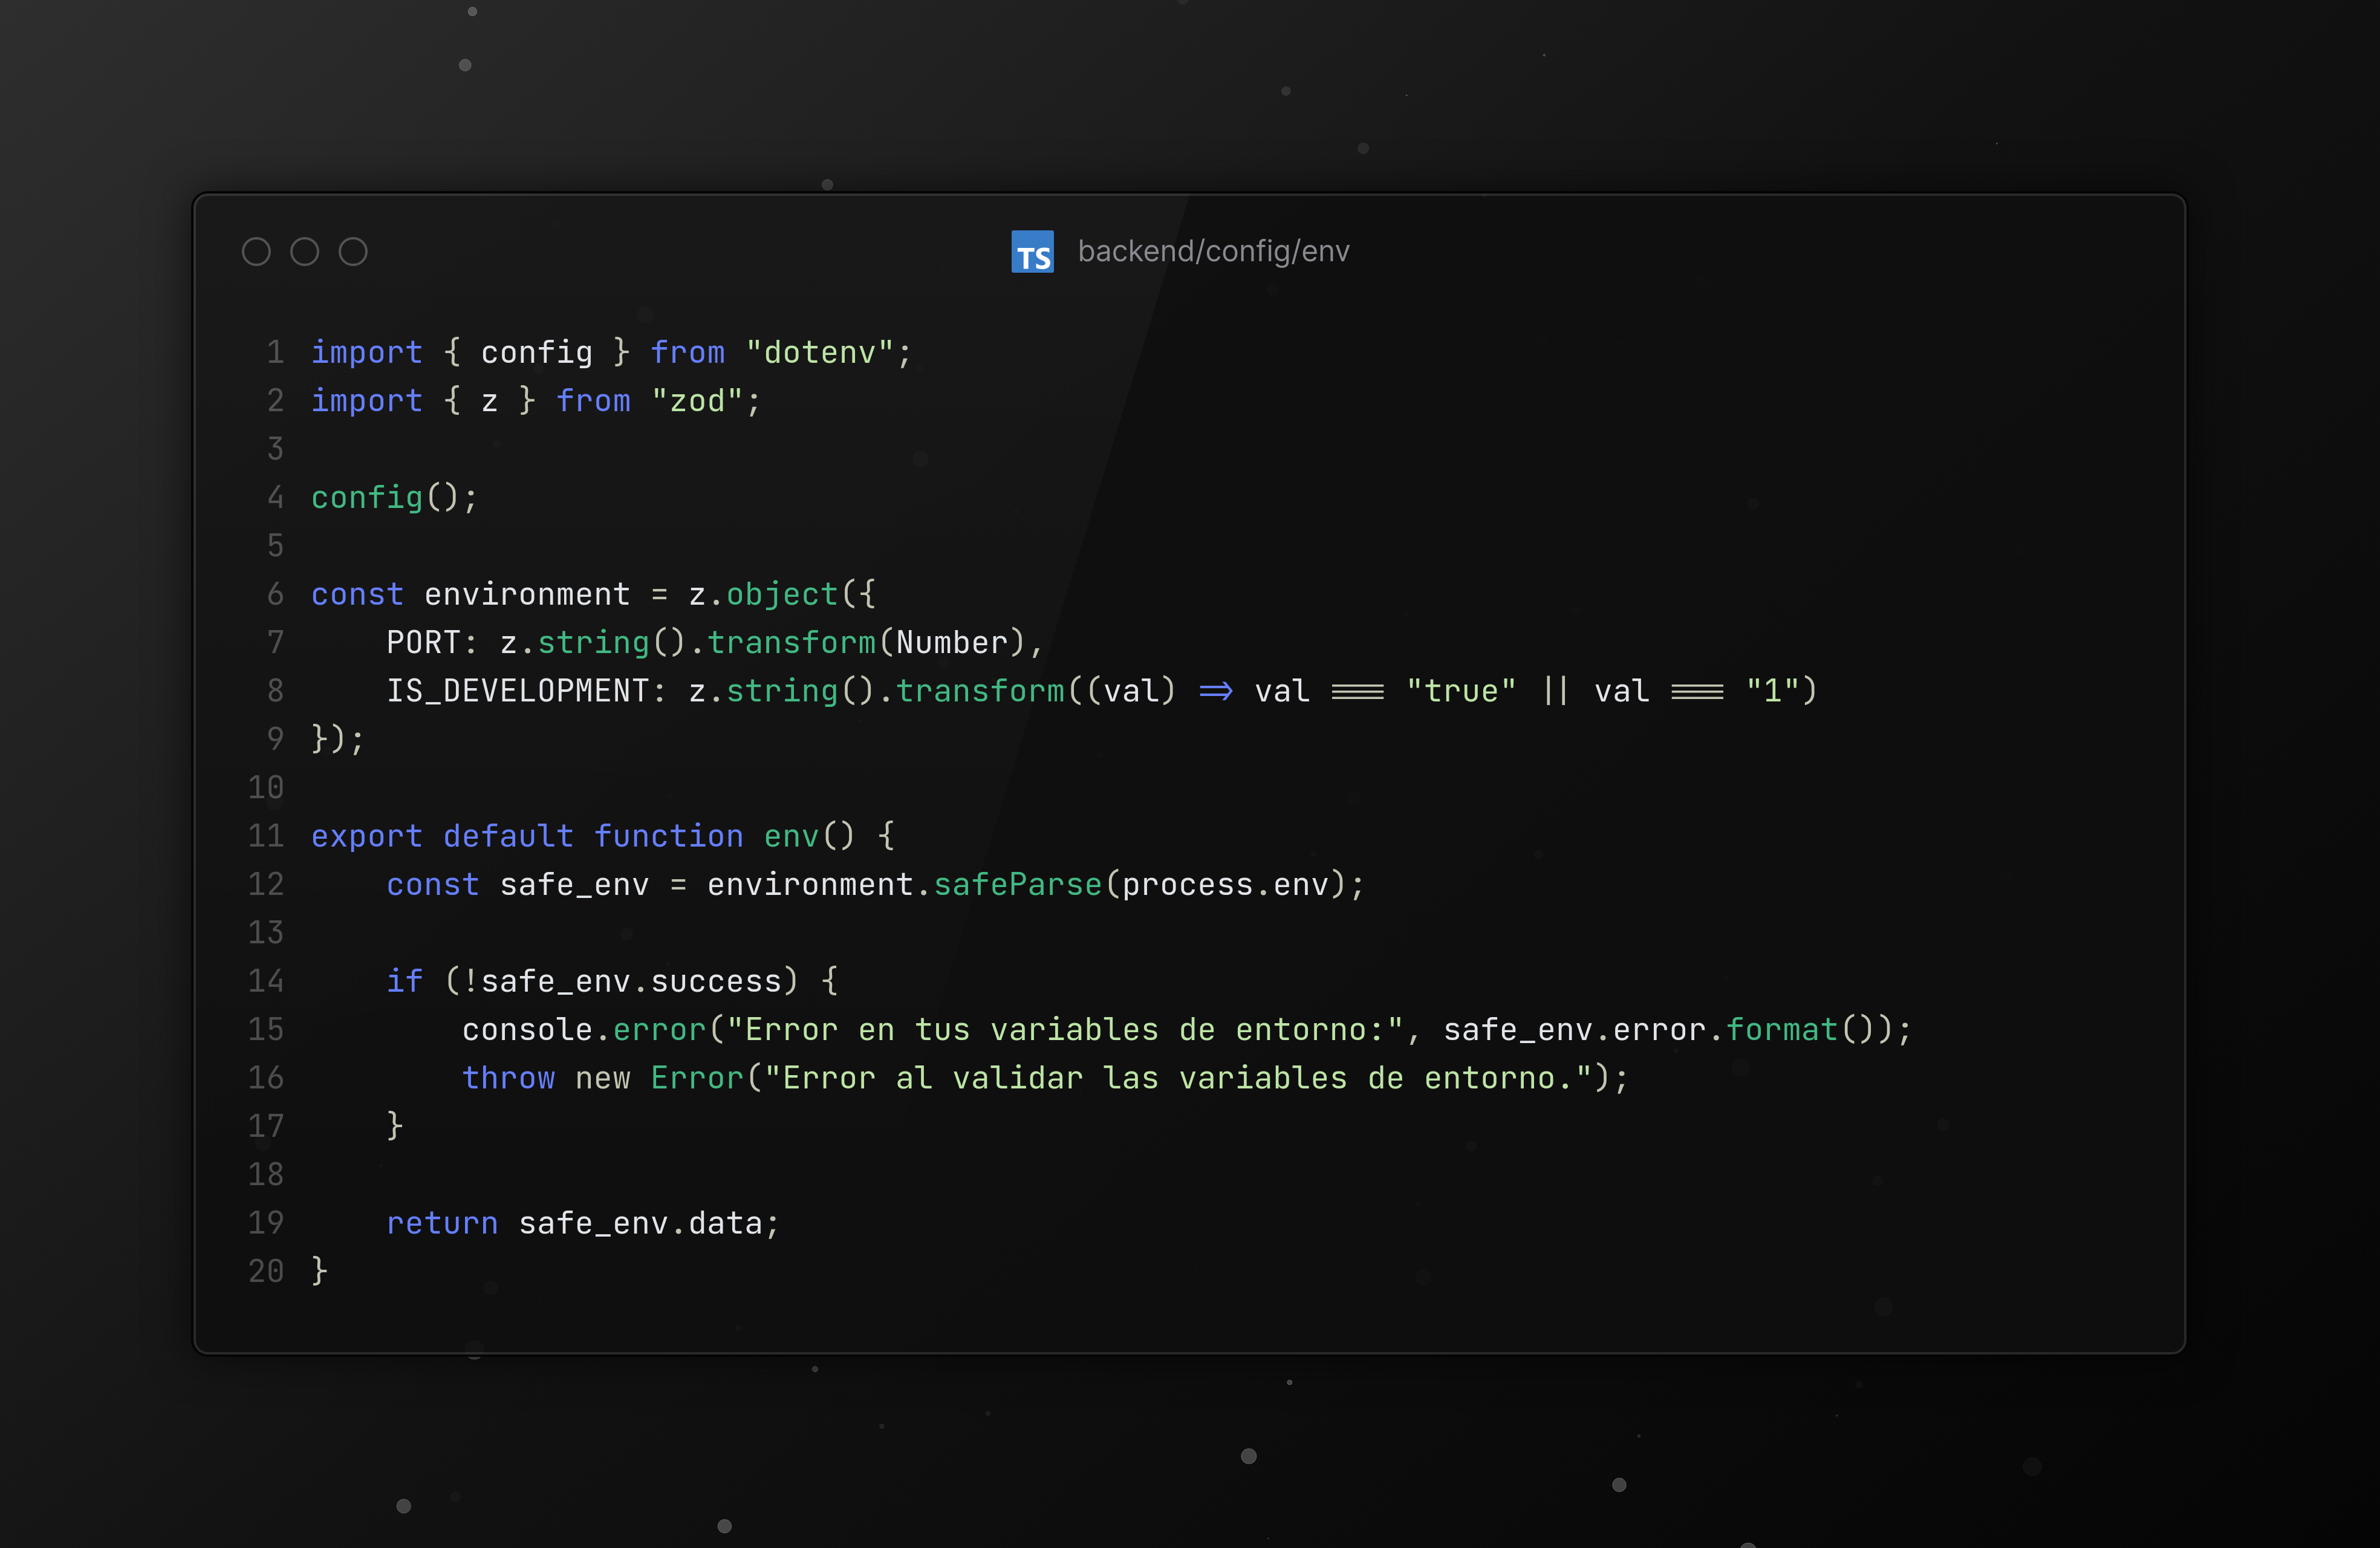 TS backend/config/env
1 import { config } from "dotenv";
2 import { z } from "zod";
3
4 config();
5
6 const environment = z.object({
7     PORT: z.string().transform(Number),
8     IS_DEVELOPMENT: z.string().transform((val) => val === "true" || val === "1")
9 });
10
11 export default function env() {
12     const safe_env = environment.safeParse(process.env);
13
14     if (!safe_env.success) {
15         console.error("Error en tus variables de entorno:", safe_env.error.format());
16         throw new Error("Error al validar las variables de entorno.");
17     }
18
19     return safe_env.data;
20 }